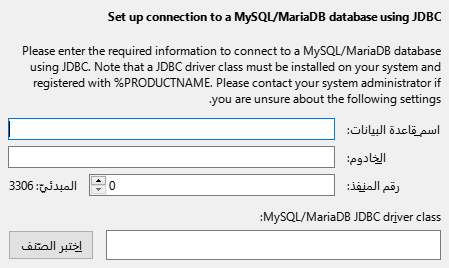 Set up connection to a MySQL/MariaDB database using JDBC
Please enter the required information to connect to a MySQL/MariaDB database
using JDBC. Note that a JDBC driver class must be installed on your system and
registered with %PRODUCTNAME. Please contact your system administrator if
you are unsure about the following settings.
اسم قاعدة البيانات:
الخادوم:
رقم المنفذ: 0 المبدئيّ: 3306
MySQL/MariaDB JDBC driver class:
اختبر الصّنف